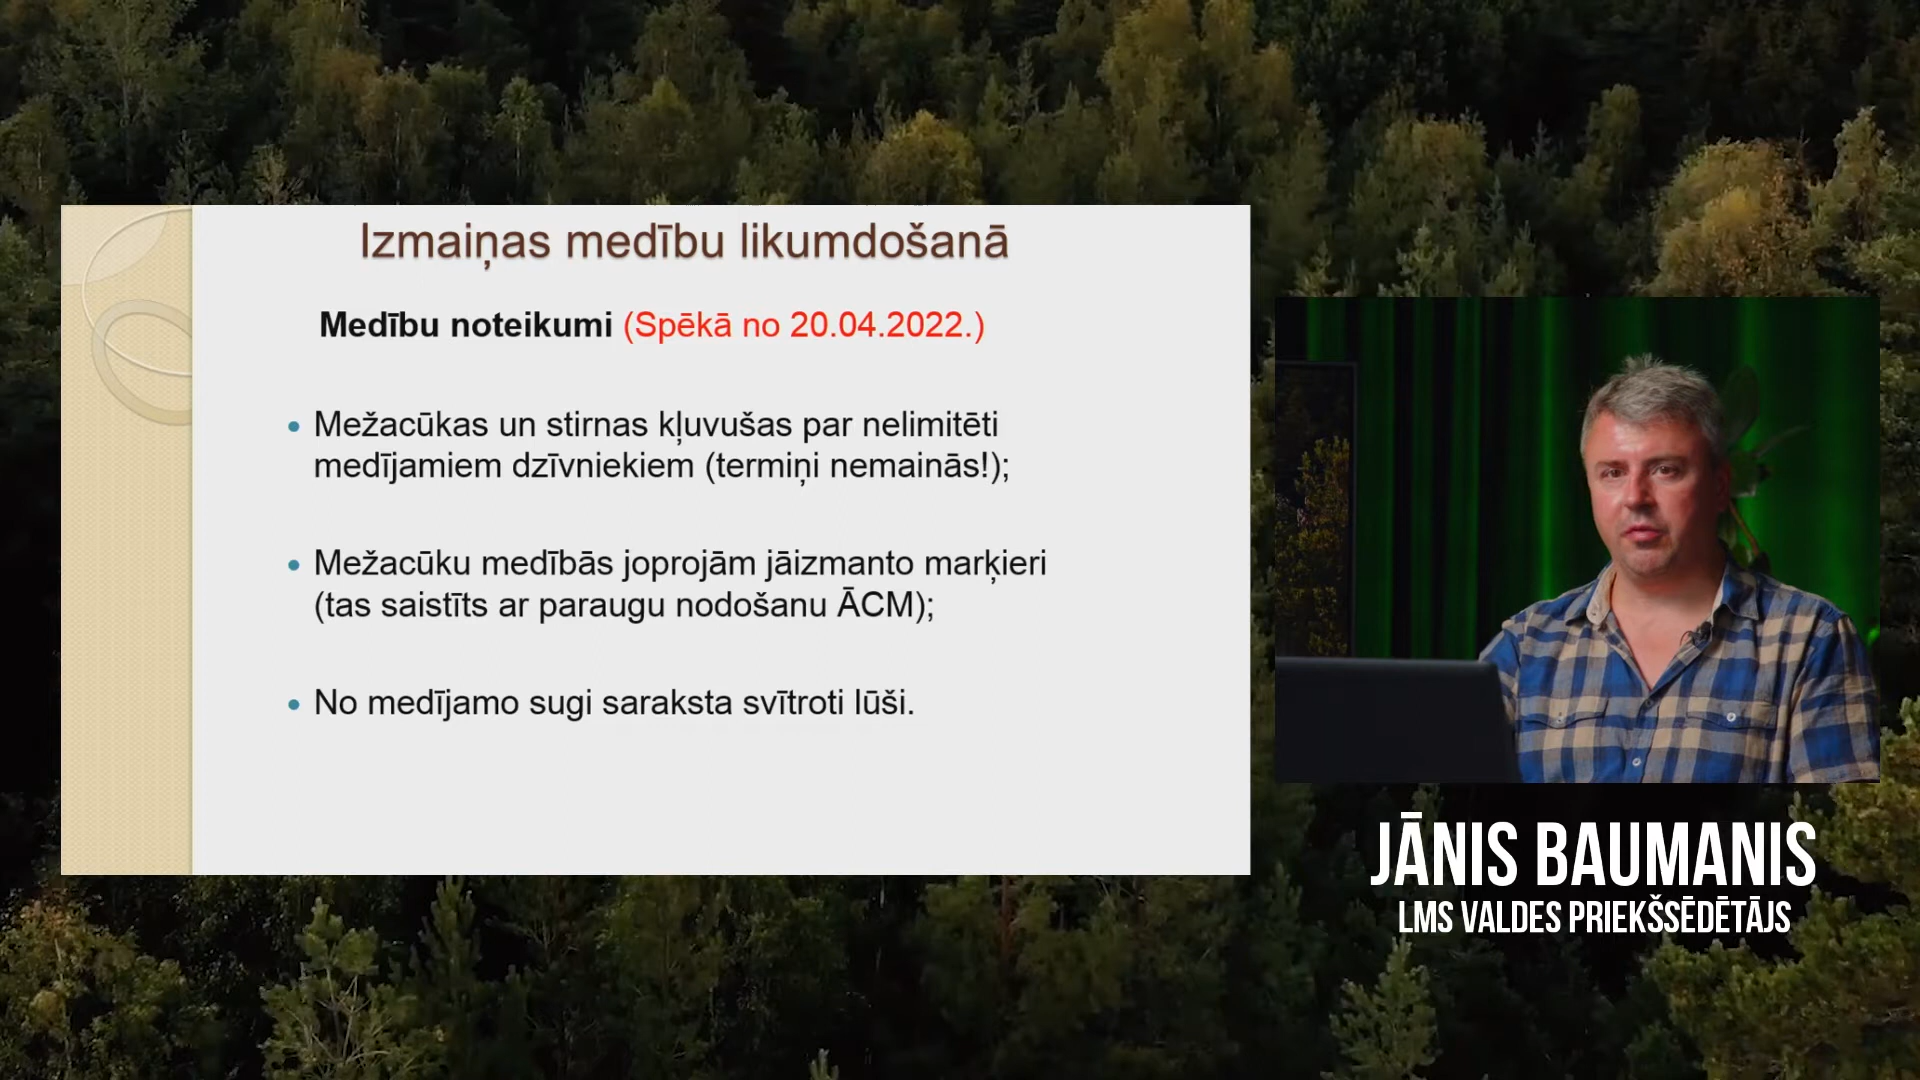 Izmaiņas medību likumdošanā
Medību noteikumi (Spēkā no 20.04.2022.)
• Mežacūkas un stirnas kļuvušas par nelimitēti
medījamiem dzīvniekiem (termiņi nemainās!);
• Mežacūku medībās joprojām jāizmanto marķieri
(tas saistīts ar paraugu nodošanu ĀCM);
• No medījamo sugi saraksta svītroti lūši.
JĀNIS BAUMANIS
LMS VALDES PRIEKŠSĒDĒTĀJS